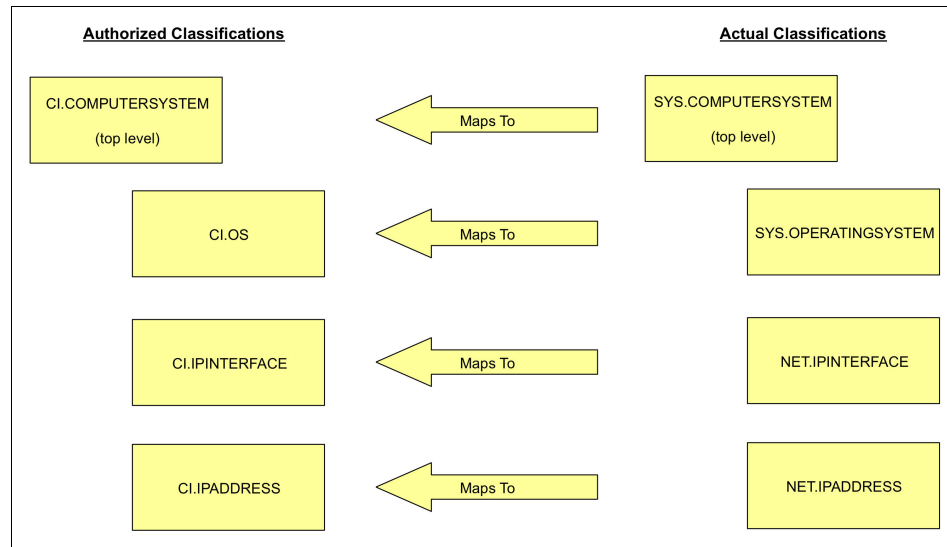 Authorized Classifications
Actual Classifications
CI.COMPUTERSYSTEM
(top level)
Maps To
SYS.COMPUTERSYSTEM
(top level)
CI.OS
Maps To
SYS.OPERATINGSYSTEM
CI.IPINTERFACE
Maps To
NET.IPINTERFACE
CI.IPADDRESS
Maps To
NET.IPADDRESS